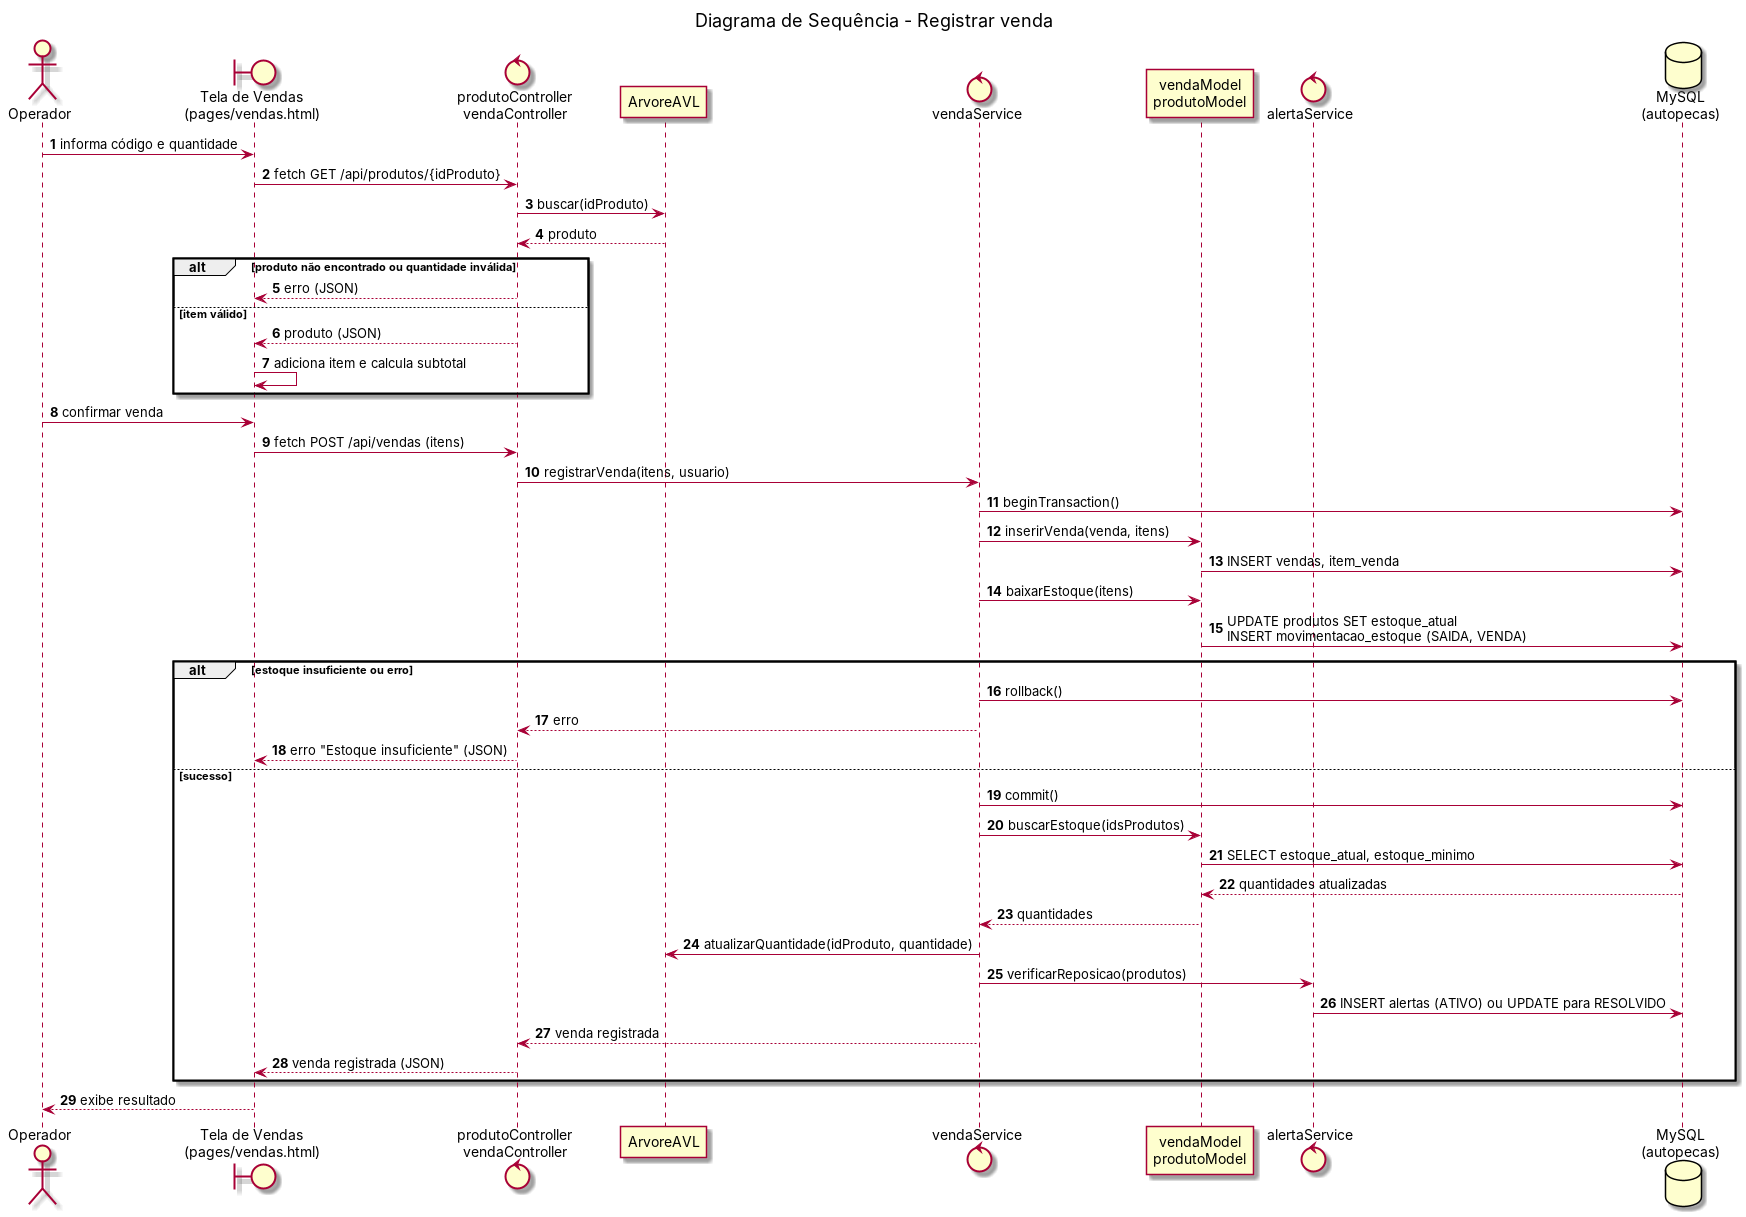 Diagrama de Sequência - Registrar venda
Operador
Tela de Vendas
(pages/vendas.html)
produtoController
vendaController
ArvoreAVL
vendaService
vendaModel
produtoModel
alertaService
MySQL
(autopecas)
1 informa código e quantidade
2 fetch GET /api/produtos/{idProduto}
3 buscar(idProduto)
4 produto
alt [produto não encontrado ou quantidade inválida]
5 erro (JSON)
[item válido]
6 produto (JSON)
7 adiciona item e calcula subtotal
8 confirmar venda
9 fetch POST /api/vendas (itens)
10 registrarVenda(itens, usuario)
11 beginTransaction()
12 inserirVenda(venda, itens)
13 INSERT vendas, item_venda
14 baixarEstoque(itens)
15 UPDATE produtos SET estoque_atual
INSERT movimentacao_estoque (SAIDA, VENDA)
alt [estoque insuficiente ou erro]
16 rollback()
17 erro
18 erro "Estoque insuficiente" (JSON)
[sucesso]
19 commit()
20 buscarEstoque(idsProdutos)
21 SELECT estoque_atual, estoque_minimo
22 quantidades atualizadas
23 quantidades
24 atualizarQuantidade(idProduto, quantidade)
25 verificarReposicao(produtos)
26 INSERT alertas (ATIVO) ou UPDATE para RESOLVIDO
27 venda registrada
28 venda registrada (JSON)
29 exibe resultado
Operador
Tela de Vendas
(pages/vendas.html)
produtoController
vendaController
ArvoreAVL
vendaService
vendaModel
produtoModel
alertaService
MySQL
(autopecas)